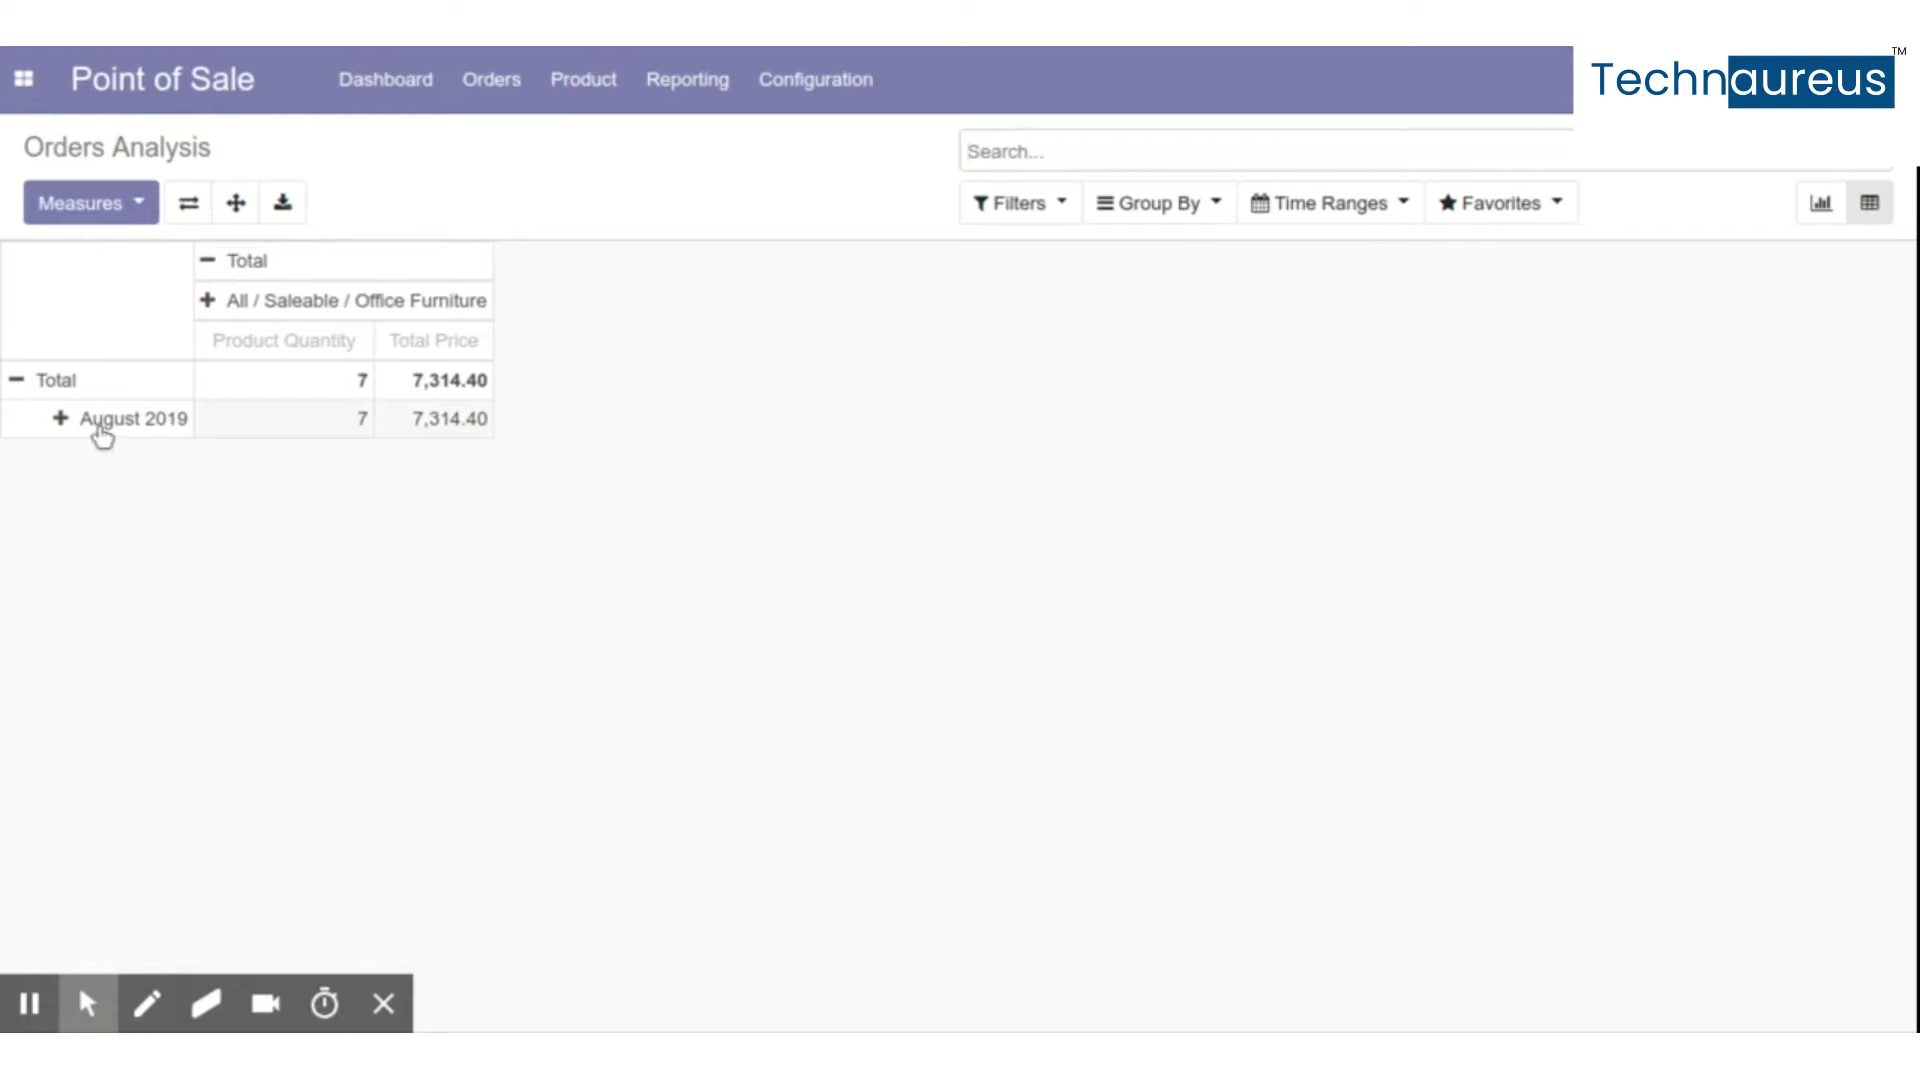 Point of Sale Dashboard Orders Product Reporting Configuration
Technaureus™
Orders Analysis
Search...
Measures
Filters Group By Time Ranges Favorites
Total
All / Saleable / Office Furniture
Product Quantity Total Price
Total 7 7,314.40
August 2019 7 7,314.40